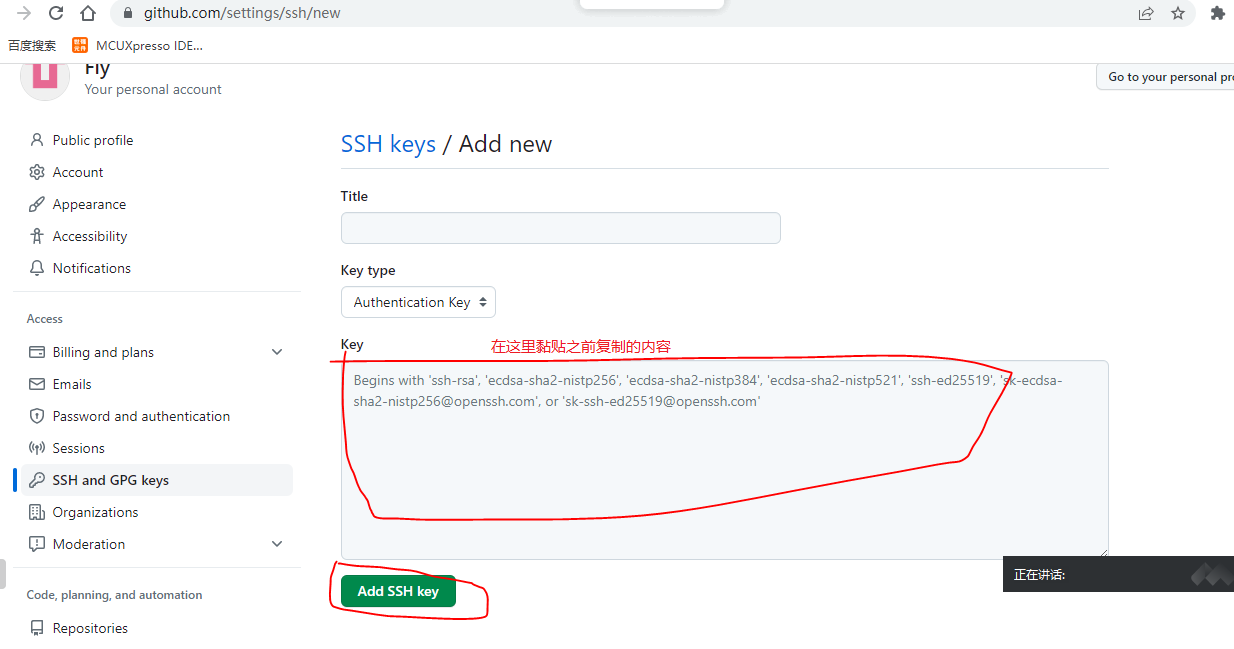 github.com/settings/ssh/new
百度搜索 MCUXpresso IDE...
Fly
Your personal account
Go to your personal pro
Public profile
Account
Appearance
Accessibility
Notifications
Access
Billing and plans
Emails
Password and authentication
Sessions
SSH and GPG keys
Organizations
Moderation
Code, planning, and automation
Repositories
SSH keys / Add new
Title
Key type
Authentication Key
Key
在这里黏贴之前复制的内容
Begins with 'ssh-rsa', 'ecdsa-sha2-nistp256', 'ecdsa-sha2-nistp384', 'ecdsa-sha2-nistp521', 'ssh-ed25519', 'sk-ecdsa-
sha2-nistp256@openssh.com', or 'sk-ssh-ed25519@openssh.com'
Add SSH key
正在讲话: